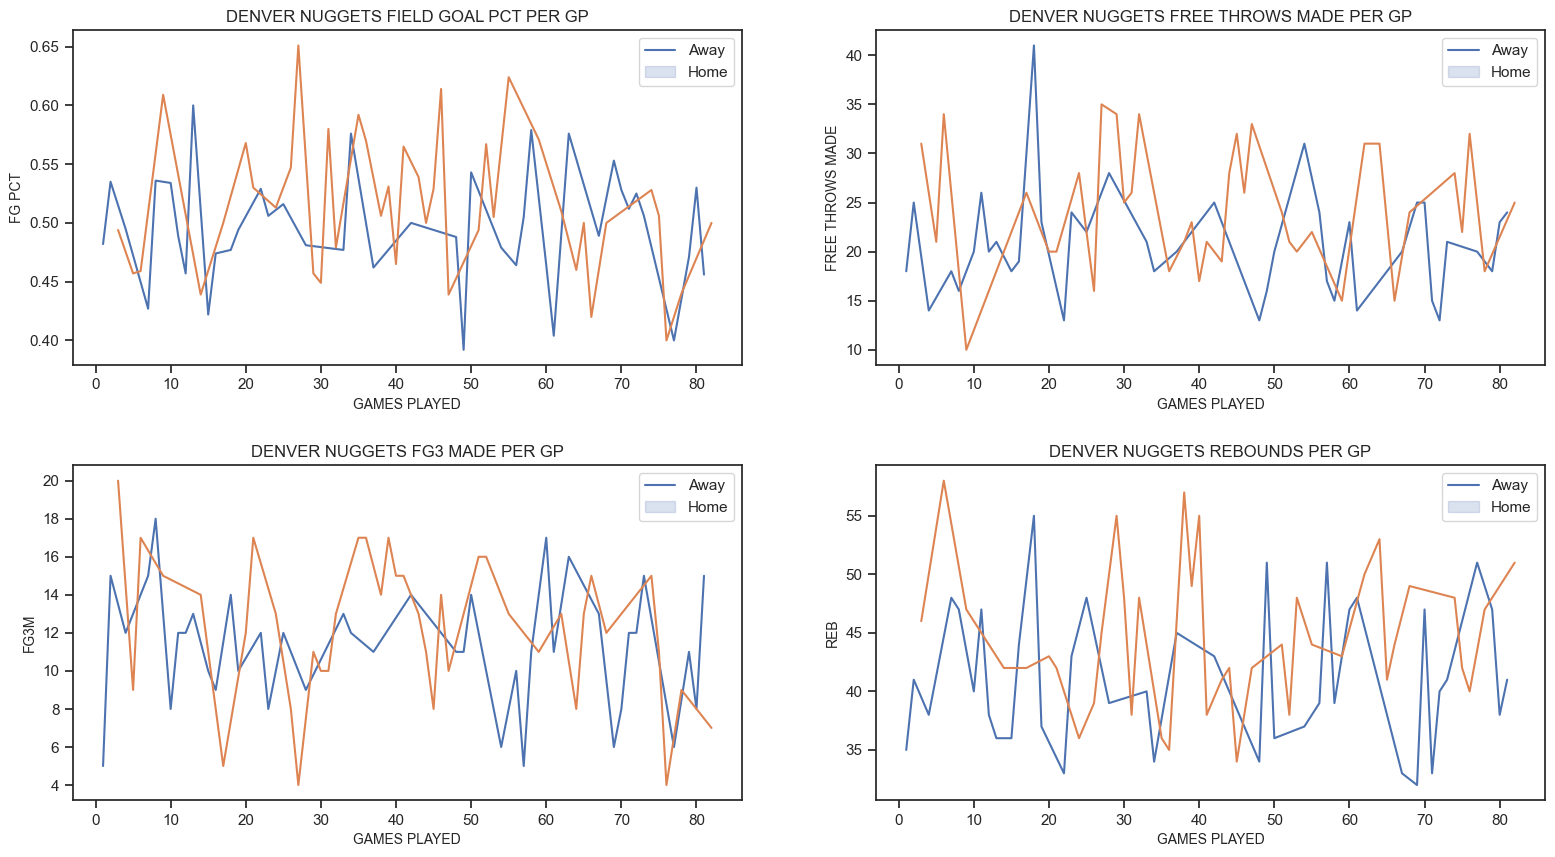 DENVER NUGGETS FIELD GOAL PCT PER GP
FG PCT
0.65
0.60
0.55
0.50
0.45
0.40
Away
Home
0 10 20 30 40 50 60 70 80
GAMES PLAYED
DENVER NUGGETS FREE THROWS MADE PER GP
FREE THROWS MADE
40
35
30
25
20
15
10
Away
Home
0 10 20 30 40 50 60 70 80
GAMES PLAYED
DENVER NUGGETS FG3 MADE PER GP
FG3M
20
18
16
14
12
10
8
6
4
Away
Home
0 10 20 30 40 50 60 70 80
GAMES PLAYED
DENVER NUGGETS REBOUNDS PER GP
REB
55
50
45
40
35
Away
Home
0 10 20 30 40 50 60 70 80
GAMES PLAYED